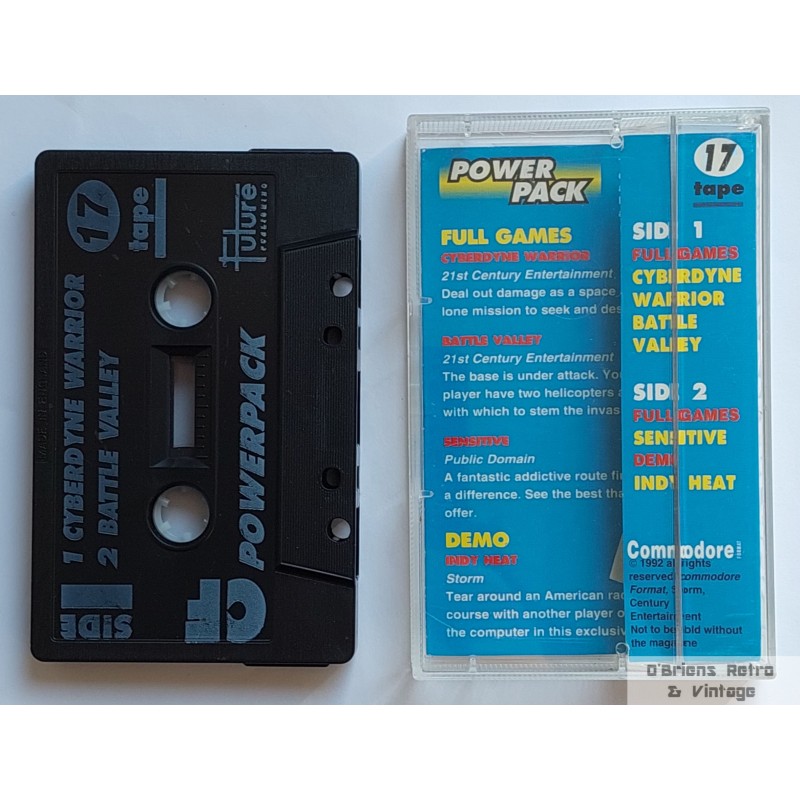 17
tape
future
PUBLISHING
1 CYBERDYNE WARRIOR
2 BATTLE VALLEY
SIDE 1
CF POWERPACK
POWER
PACK
FULL GAMES
CYBERDYNE WARRIOR
21st Century Entertainment
Deal out damage as a space
lone mission to seek and des
BATTLE VALLEY
21st Century Entertainment
The base is under attack. You
player have two helicopters a
with which to stem the invas
SENSITIVE
Public Domain
A fantastic addictive route fi
a difference. See the best tha
offer.
DEMO
INDY HEAT
Storm
Tear around an American rac
course with another player o
the computer in this exclusiv
17
tape
SIDE 1
FULL GAMES
CYBERDYNE
WARRIOR
BATTLE
VALLEY
SIDE 2
FULL GAMES
SENSITIVE
DEMO
INDY HEAT
Commodore
FORMAT
© 1992 all rights
reserved commodore
Format, Storm,
Century
Entertainment
Not to be sold without
the magazine
O'Briens Retro
& Vintage